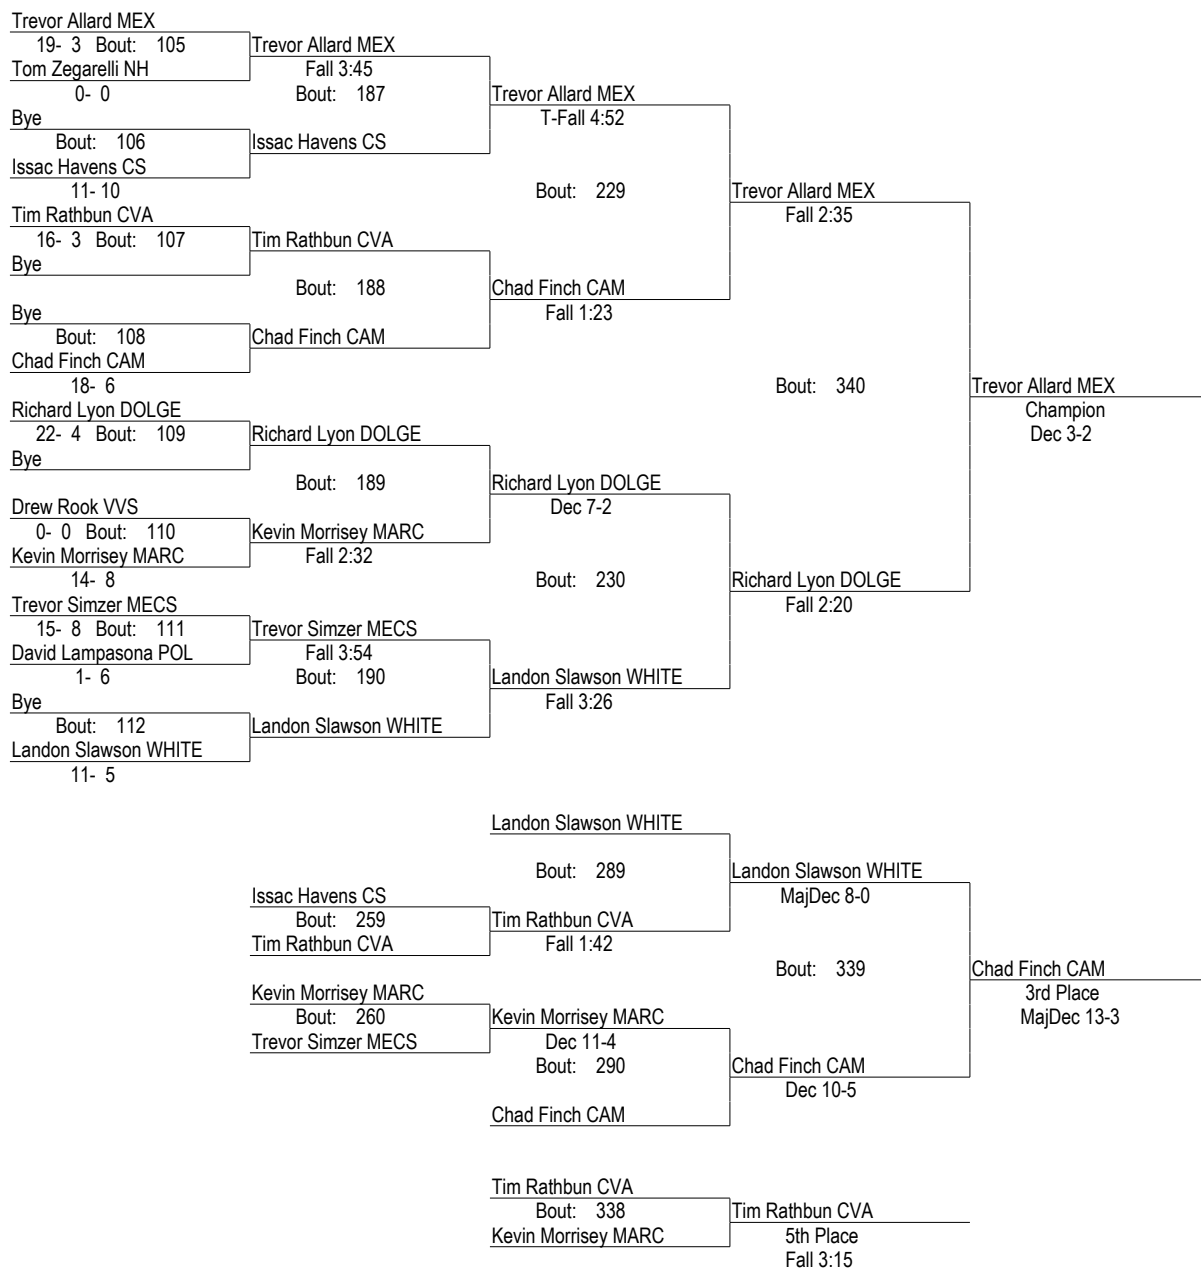 Trevor Allard MEX
19- 3 Bout: 105
Trevor Allard MEX
Tom Zegarelli NH
Fall 3:45
0- 0
Bout: 187
Trevor Allard MEX
Bye
T-Fall 4:52
Bout: 106
Issac Havens CS
Issac Havens CS
11- 10
Bout: 229
Trevor Allard MEX
Tim Rathbun CVA
Fall 2:35
16- 3 Bout: 107
Tim Rathbun CVA
Bye
Bout: 188
Chad Finch CAM
Bye
Fall 1:23
Bout: 108
Chad Finch CAM
Chad Finch CAM
18- 6
Bout: 340
Trevor Allard MEX
Richard Lyon DOLGE
Champion
22- 4 Bout: 109
Richard Lyon DOLGE
Dec 3-2
Bye
Bout: 189
Richard Lyon DOLGE
Drew Rook VVS
Dec 7-2
0- 0 Bout: 110
Kevin Morrisey MARC
Kevin Morrisey MARC
Fall 2:32
14- 8
Bout: 230
Richard Lyon DOLGE
Trevor Simzer MECS
Fall 2:20
15- 8 Bout: 111
Trevor Simzer MECS
David Lampasona POL
Fall 3:54
1- 6
Bout: 190
Landon Slawson WHITE
Bye
Fall 3:26
Bout: 112
Landon Slawson WHITE
Landon Slawson WHITE
11- 5
Landon Slawson WHITE
Bout: 289
Landon Slawson WHITE
Issac Havens CS
MajDec 8-0
Bout: 259
Tim Rathbun CVA
Tim Rathbun CVA
Fall 1:42
Bout: 339
Chad Finch CAM
Kevin Morrisey MARC
3rd Place
Bout: 260
Kevin Morrisey MARC
MajDec 13-3
Trevor Simzer MECS
Dec 11-4
Bout: 290
Chad Finch CAM
Dec 10-5
Chad Finch CAM
Tim Rathbun CVA
Bout: 338
Tim Rathbun CVA
Kevin Morrisey MARC
5th Place
Fall 3:15